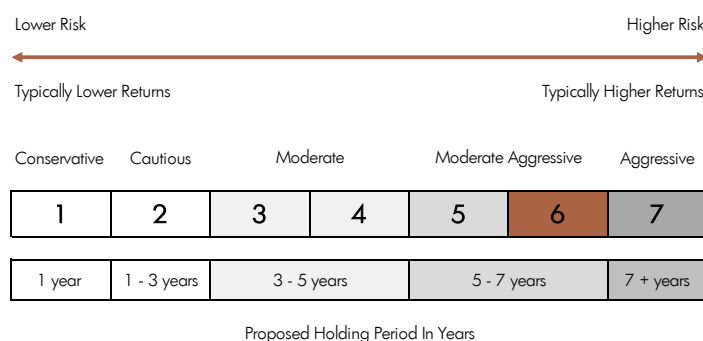 Lower Risk Higher Risk
Typically Lower Returns Typically Higher Returns
Conservative Cautious Moderate Moderate Aggressive Aggressive
1 2 3 4 5 6 7
1 year 1 - 3 years 3 - 5 years 5 - 7 years 7 + years
Proposed Holding Period In Years